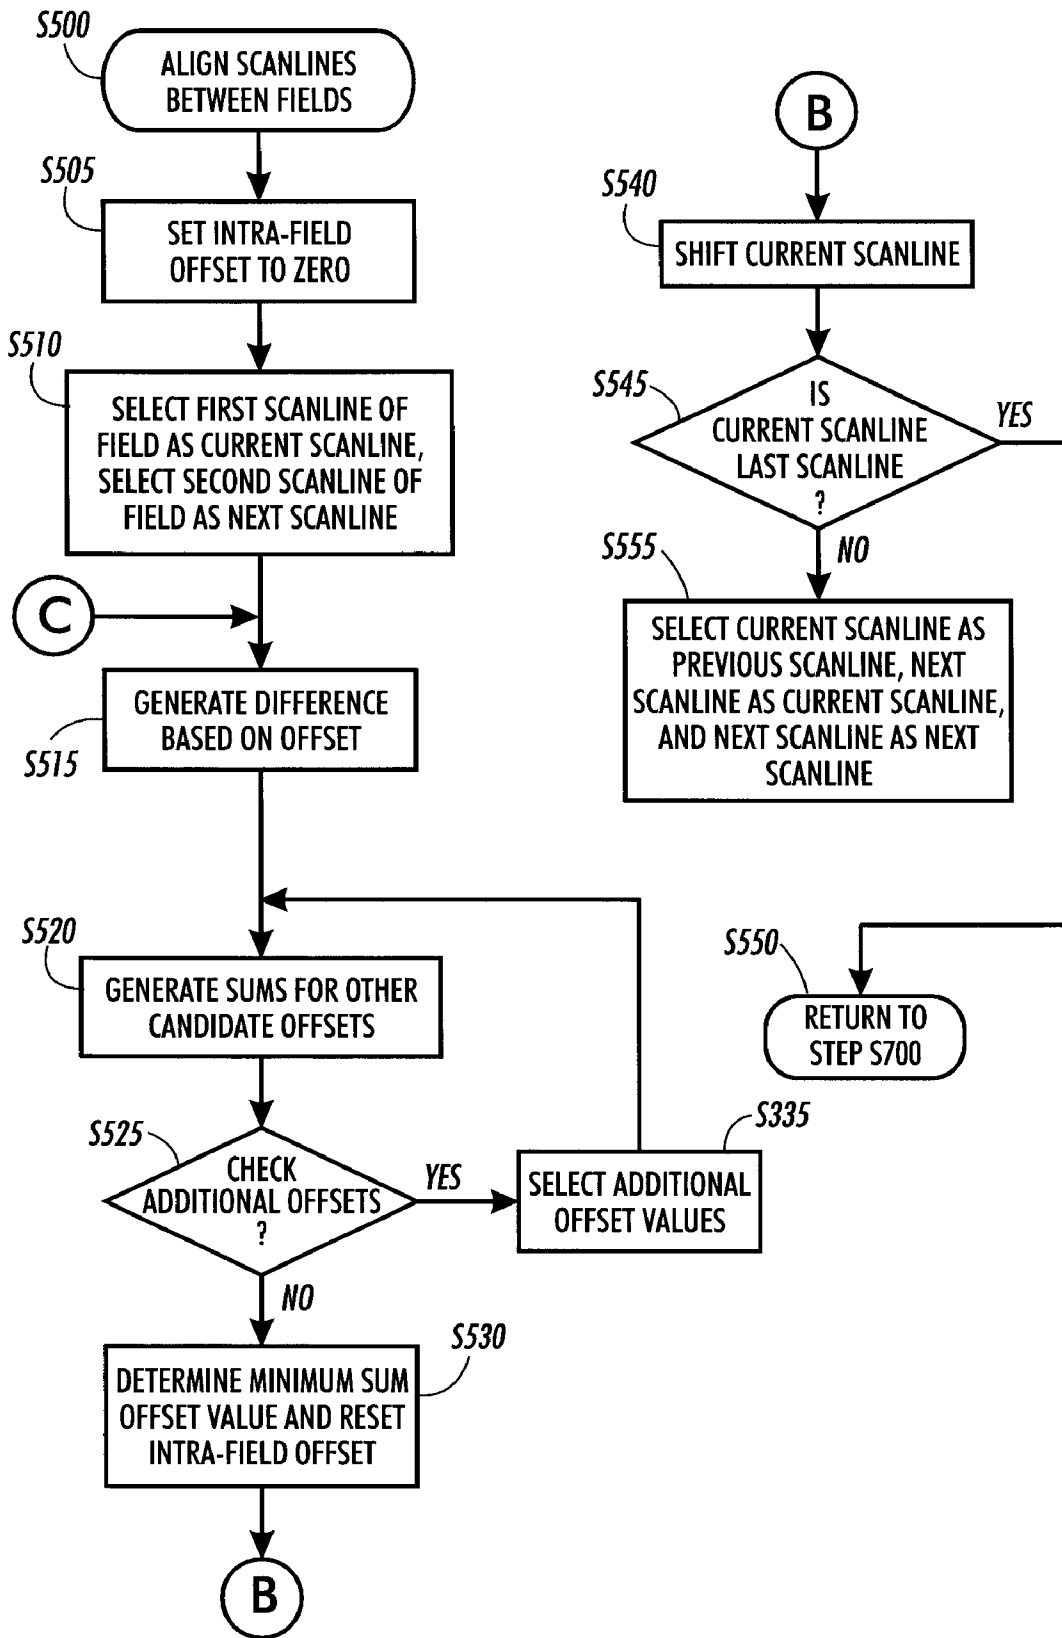 S500
ALIGN SCANLINES
BETWEEN FIELDS
S505
SET INTRA-FIELD
OFFSET TO ZERO
S510
SELECT FIRST SCANLINE OF
FIELD AS CURRENT SCANLINE,
SELECT SECOND SCANLINE OF
FIELD AS NEXT SCANLINE
C
GENERATE DIFFERENCE
BASED ON OFFSET
S515
S520
GENERATE SUMS FOR OTHER
CANDIDATE OFFSETS
S525
CHECK
ADDITIONAL OFFSETS
?
YES
S335
SELECT ADDITIONAL
OFFSET VALUES
NO
S530
DETERMINE MINIMUM SUM
OFFSET VALUE AND RESET
INTRA-FIELD OFFSET
B
B
S540
SHIFT CURRENT SCANLINE
S545
IS
CURRENT SCANLINE
LAST SCANLINE
?
YES
NO
S555
SELECT CURRENT SCANLINE AS
PREVIOUS SCANLINE, NEXT
SCANLINE AS CURRENT SCANLINE,
AND NEXT SCANLINE AS NEXT
SCANLINE
S550
RETURN TO
STEP S700